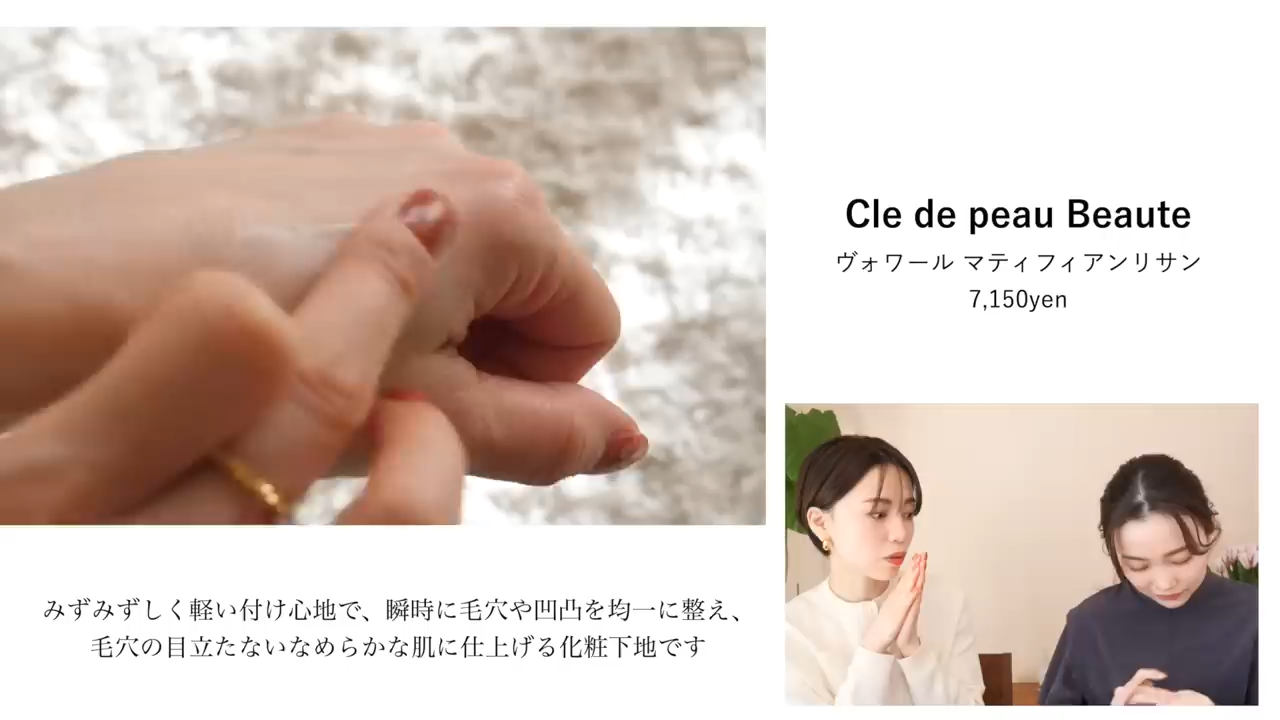 Cle de peau Beaute
ヴォワール マティフィアンリサン
7,150yen
みずみずしく軽い付け心地で、瞬時に毛穴や凹凸を均一に整え、
毛穴の目立たないなめらかな肌に仕上げる化粧下地です